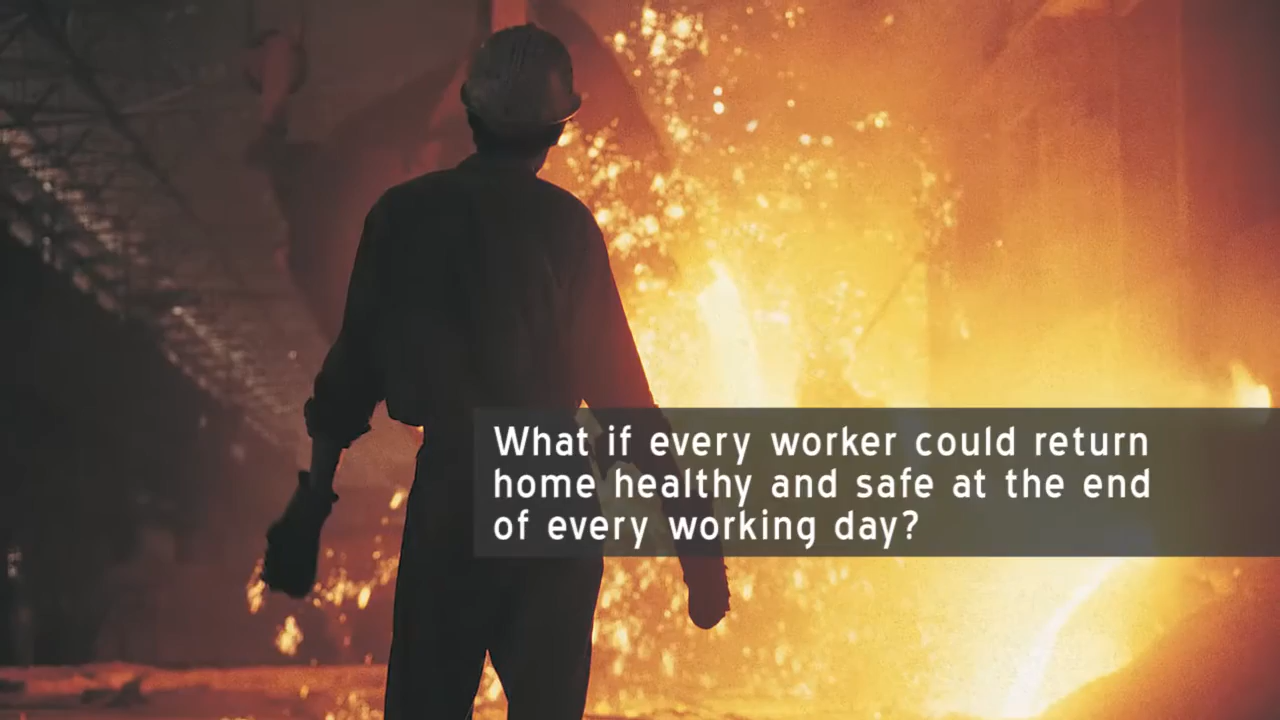 What if every worker could return
home healthy and safe at the end
of every working day?